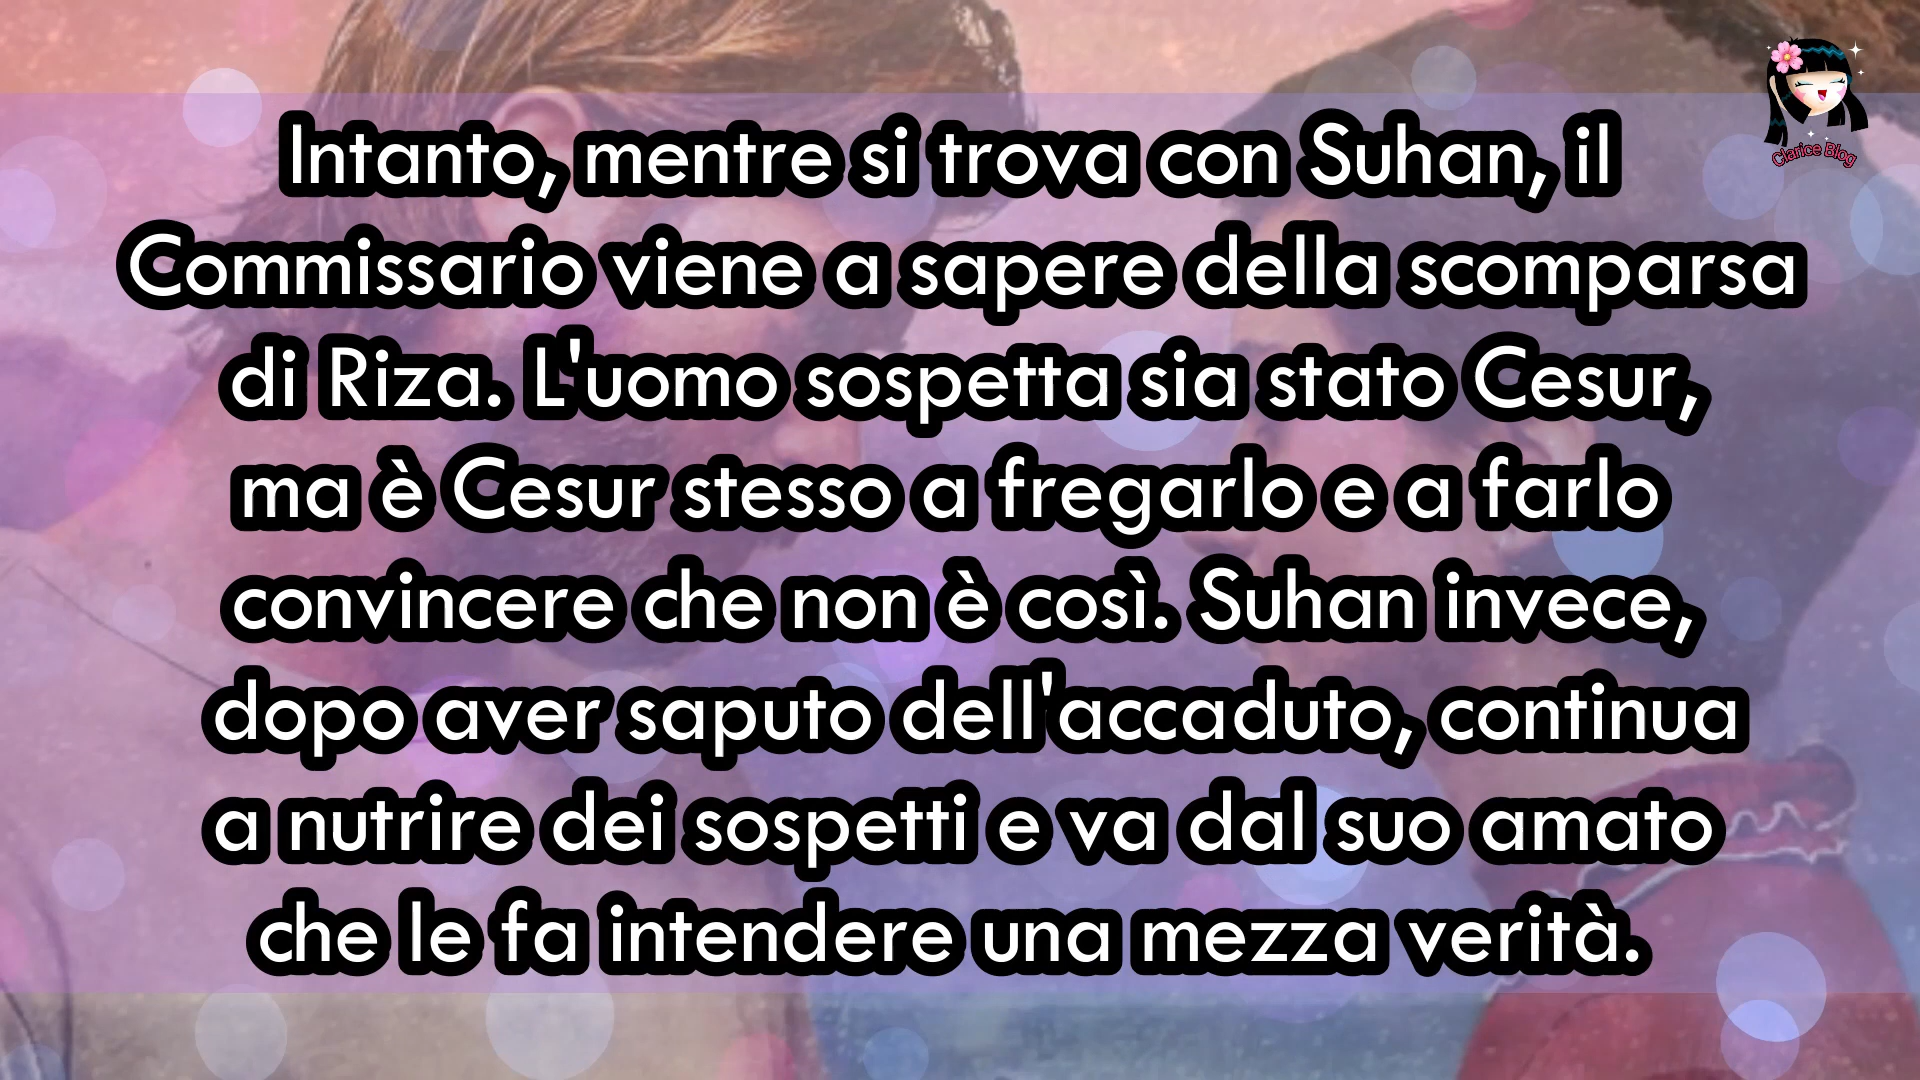 Intanto, mentre si trova con Suhan, il
Commissario viene a sapere della scomparsa
di Riza. L'uomo sospetta sia stato Cesur,
ma è Cesur stesso a fregarlo e a farlo
convincere che non è così. Suhan invece,
dopo aver saputo dell'accaduto, continua
a nutrire dei sospetti e va dal suo amato
che le fa intendere una mezza verità.
Clarice Blog